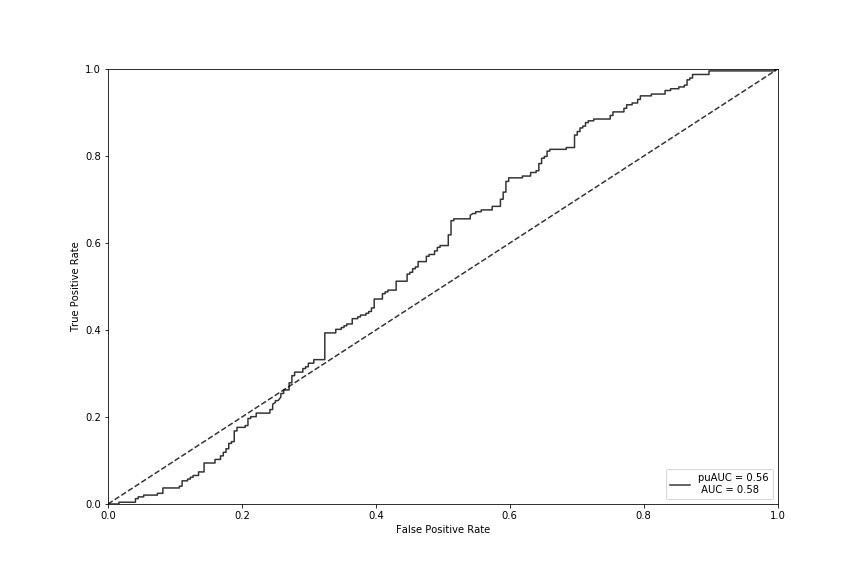 1.0
0.8
0.6
0.4
0.2
0.0
True Positive Rate
puAUC = 0.56
AUC = 0.58
0.0 0.2 0.4 0.6 0.8 1.0
False Positive Rate